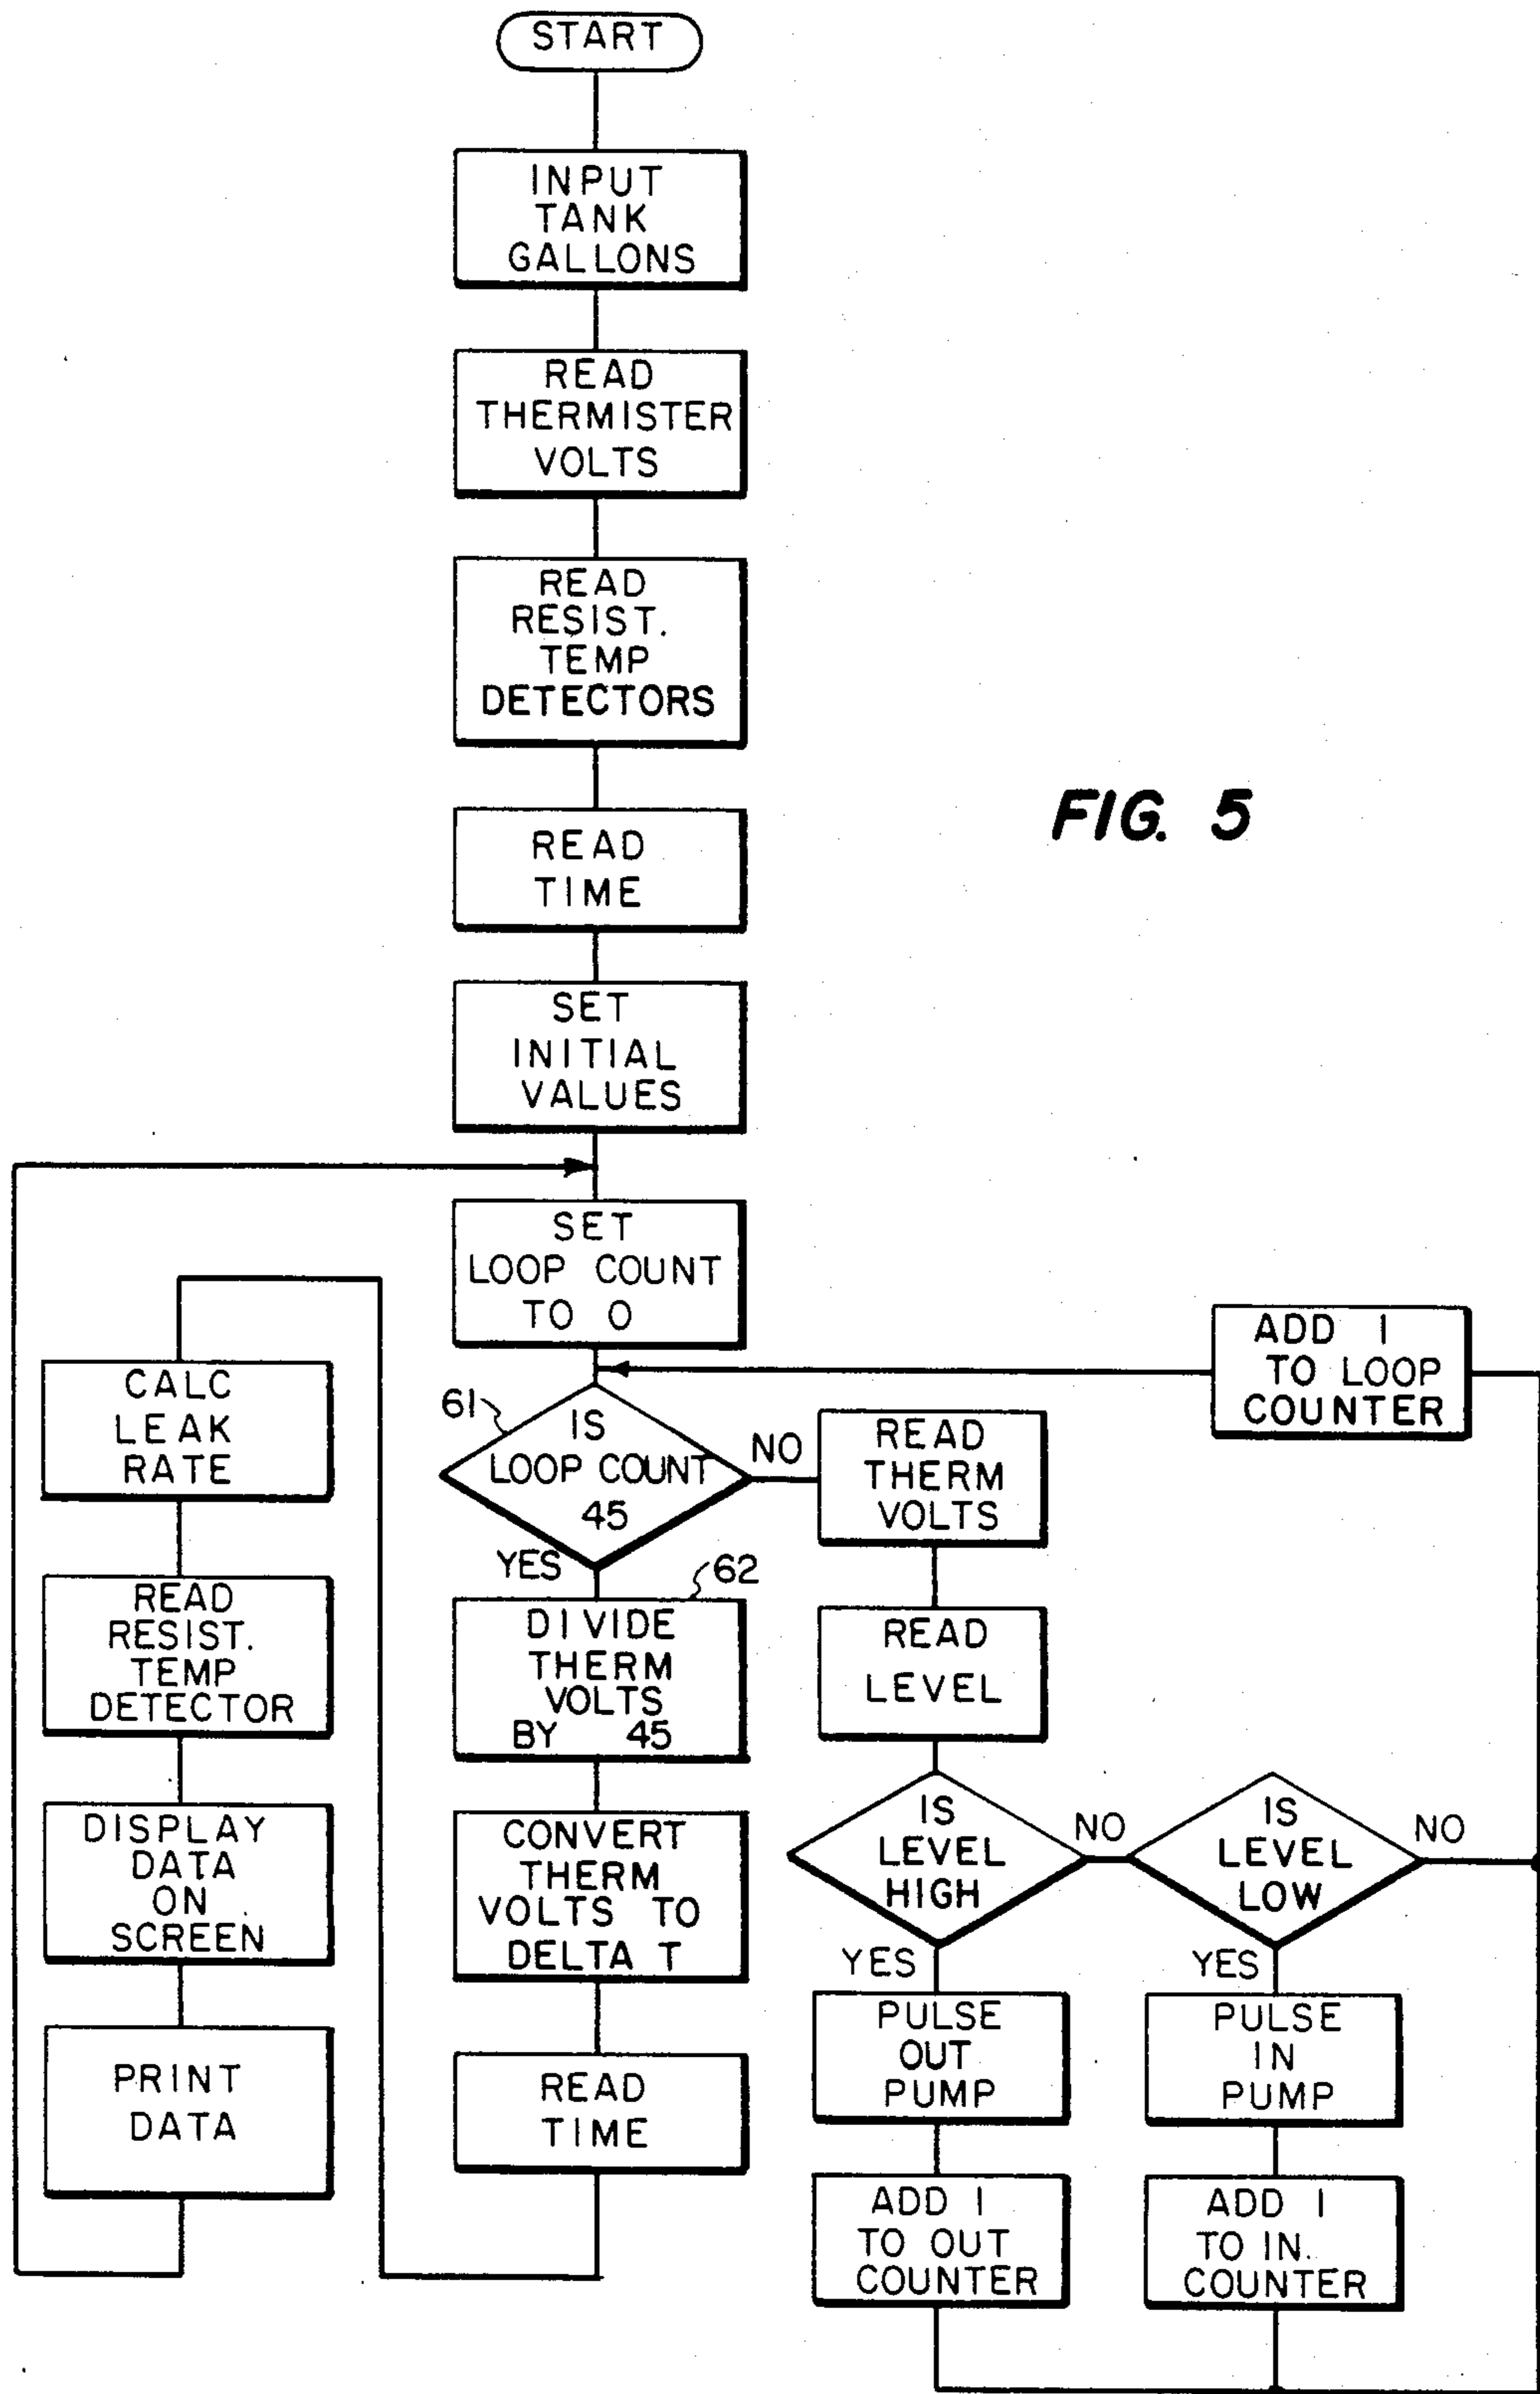 START
INPUT
TANK
GALLONS
READ
THERMISTER
VOLTS
READ
RESIST.
TEMP
DETECTORS
READ
TIME
FIG. 5
SET
INITIAL
VALUES
SET
LOOP COUNT
TO 0
61
IS
LOOP COUNT
45
NO
YES
62
DIVIDE
THERM
VOLTS
BY 45
CONVERT
THERM
VOLTS TO
DELTA T
READ
TIME
CALC
LEAK
RATE
READ
RESIST.
TEMP
DETECTOR
DISPLAY
DATA
ON
SCREEN
PRINT
DATA
READ
THERM
VOLTS
READ
LEVEL
IS
LEVEL
HIGH
NO
YES
PULSE
OUT
PUMP
ADD 1
TO OUT
COUNTER
IS
LEVEL
LOW
NO
YES
PULSE
IN
PUMP
ADD 1
TO IN
COUNTER
ADD 1
TO LOOP
COUNTER